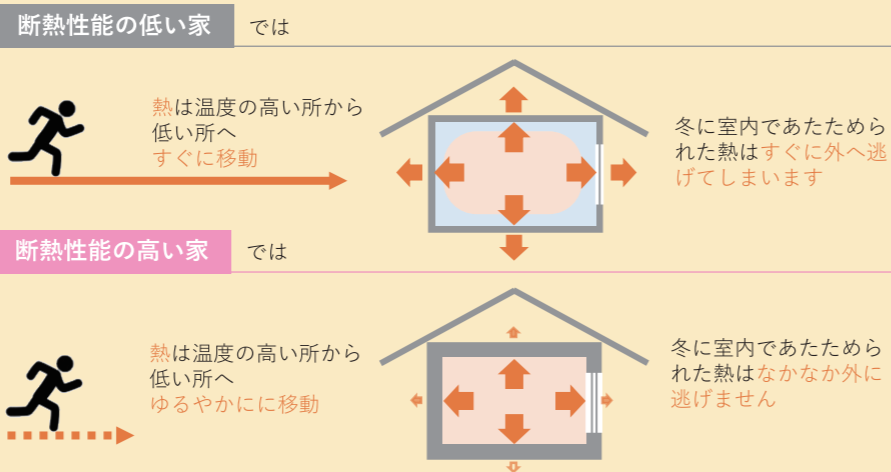 断熱性能の低い家 では
熱は温度の高い所から
低い所へ
すぐに移動
冬に室内であたためら
れた熱はすぐに外へ逃
げてしまいます
断熱性能の高い家 では
熱は温度の高い所から
低い所へ
ゆるやかにに移動
冬に室内であたためら
れた熱はなかなか外に
逃げません